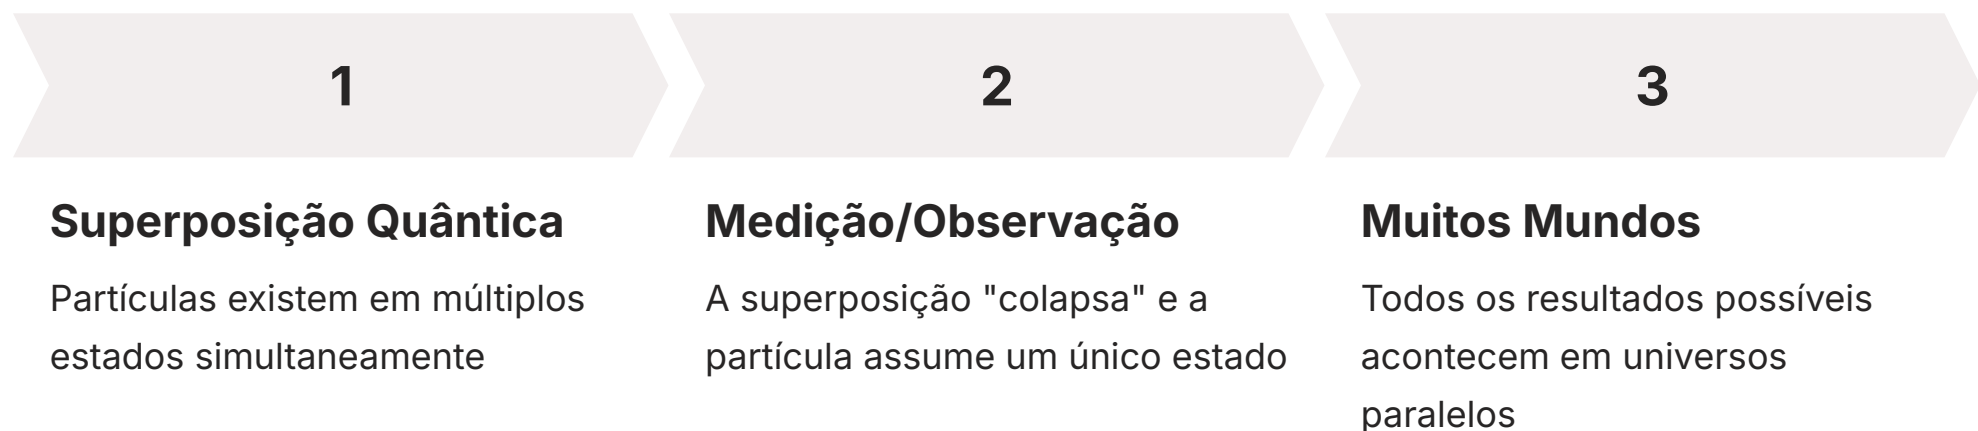 1
Superposição Quântica
Partículas existem em múltiplos
estados simultaneamente
2
Medição/Observação
A superposição "colapsa" e a
partícula assume um único estado
3
Muitos Mundos
Todos os resultados possíveis
acontecem em universos
paralelos